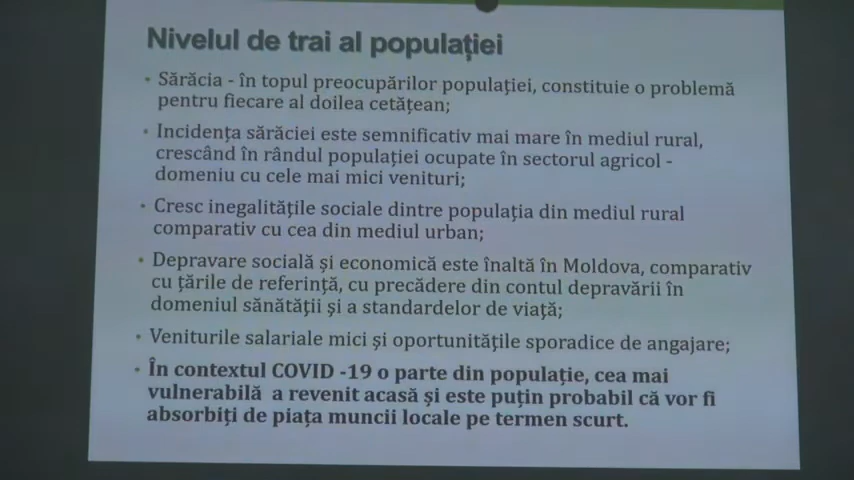 Nivelul de trai al populației
• Sărăcia - în topul preocupărilor populației, constituie o problemă
pentru fiecare al doilea cetățean;
• Incidența sărăciei este semnificativ mai mare în mediul rural,
crescând în rândul populației ocupate în sectorul agricol -
domeniu cu cele mai mici venituri;
• Cresc inegalitățile sociale dintre populația din mediul rural
comparativ cu cea din mediul urban;
• Depravare socială și economică este înaltă în Moldova, comparativ
cu țările de referință, cu precădere din contul depravării în
domeniul sănătății și a standardelor de viață;
• Veniturile salariale mici și oportunitățile sporadice de angajare;
• În contextul COVID -19 o parte din populație, cea mai
vulnerabilă a revenit acasă și este puțin probabil că vor fi
absorbiți de piața muncii locale pe termen scurt.